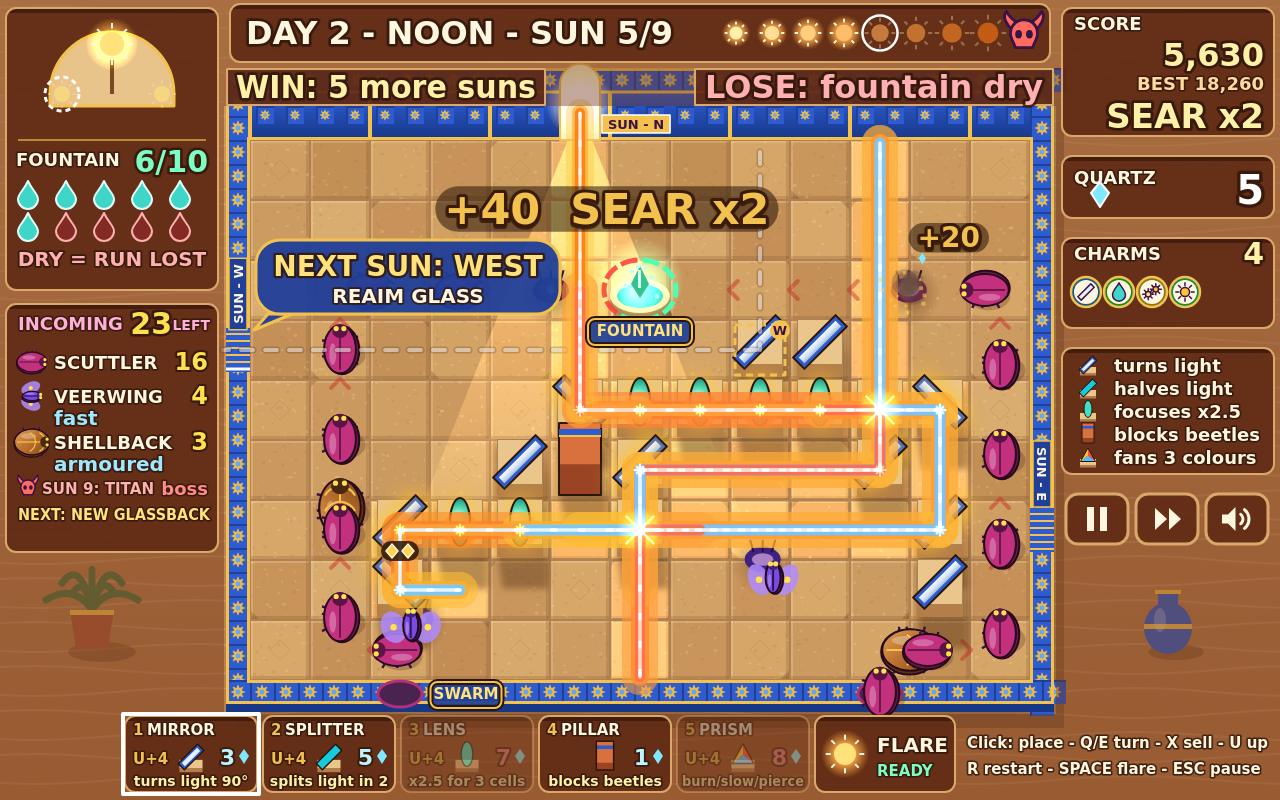 DAY 2 - NOON - SUN 5/9
WIN: 5 more suns
LOSE: fountain dry
SUN - N
FOUNTAIN 6/10
DRY = RUN LOST
INCOMING 23 LEFT
SCUTTLER 16
VEERWING 4
fast
SHELLBACK 3
armoured
SUN 9: TITAN boss
NEXT: NEW GLASSBACK
SUN - W
+40 SEAR x2
+20
NEXT SUN: WEST
REAIM GLASS
FOUNTAIN
W
SUN - E
SWARM
SCORE
5,630
BEST 18,260
SEAR x2
QUARTZ
5
CHARMS 4
turns light
halves light
focuses x2.5
blocks beetles
fans 3 colours
1 MIRROR
U+4 3
turns light 90°
2 SPLITTER
U+4 5
splits light in 2
3 LENS
U+4 7
x2.5 for 3 cells
4 PILLAR
1
blocks beetles
5 PRISM
U+4 8
burn/slow/pierce
FLARE
READY
Click: place - Q/E turn - X sell - U up
R restart - SPACE flare - ESC pause